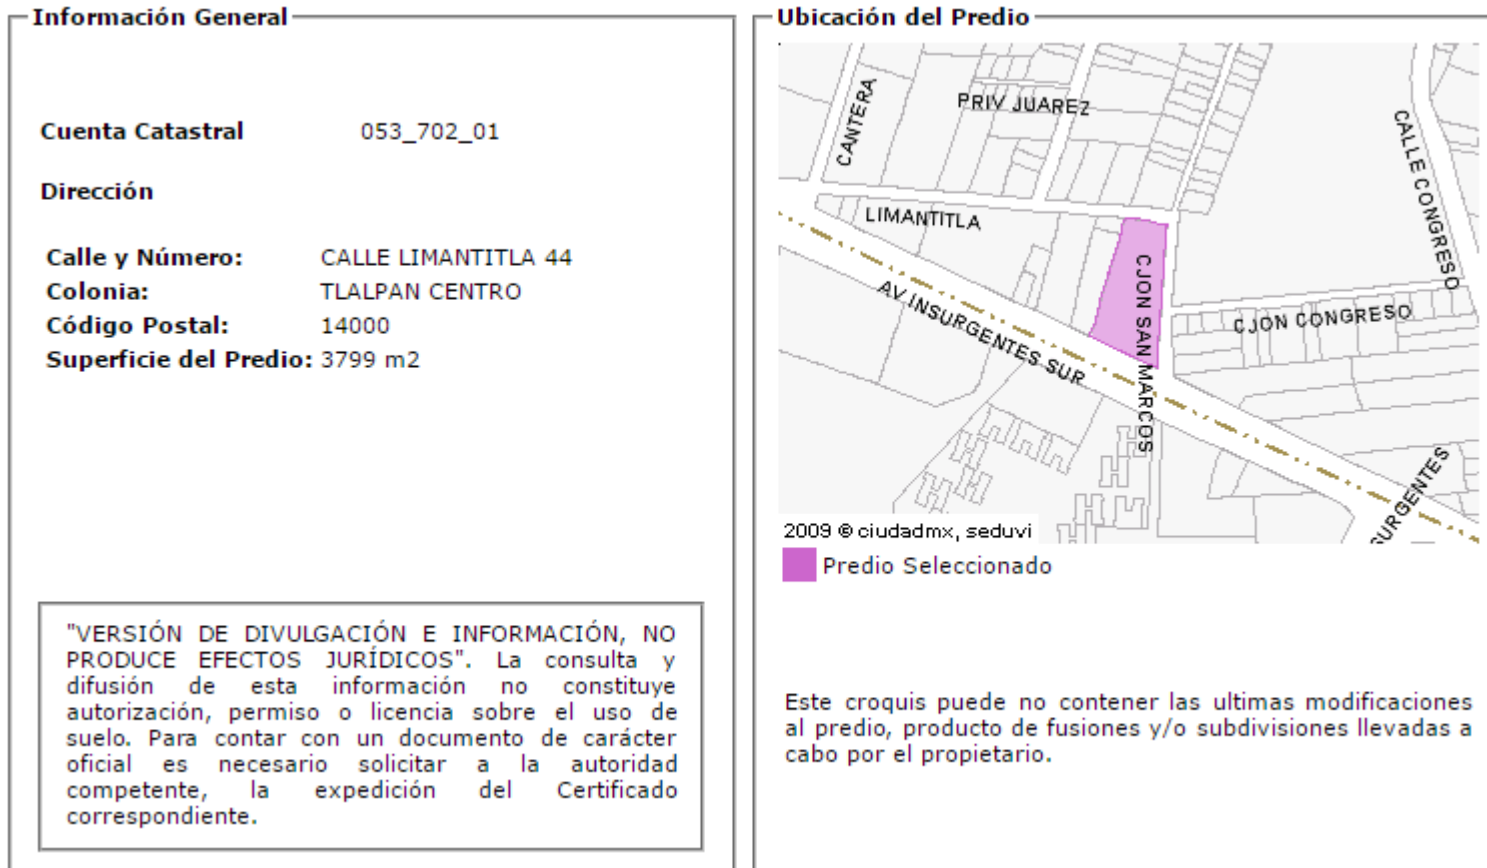 Información General
Cuenta Catastral 053_702_01
Dirección
Calle y Número: CALLE LIMANTITLA 44
Colonia: TLALPAN CENTRO
Código Postal: 14000
Superficie del Predio: 3799 m2
"VERSIÓN DE DIVULGACIÓN E INFORMACIÓN, NO
PRODUCE EFECTOS JURÍDICOS". La consulta y
difusión de esta información no constituye
autorización, permiso o licencia sobre el uso de
suelo. Para contar con un documento de carácter
oficial es necesario solicitar a la autoridad
competente, la expedición del Certificado
correspondiente.
Ubicación del Predio
CANTERA
PRIV JUAREZ
CALLE CONGRESO
LIMANTITLA
CJON SAN MARCOS
AV INSURGENTES SUR
CJON CONGRESO
SURGENTES
2009 © ciudadmx, seduvi
Predio Seleccionado
Este croquis puede no contener las ultimas modificaciones
al predio, producto de fusiones y/o subdivisiones llevadas a
cabo por el propietario.